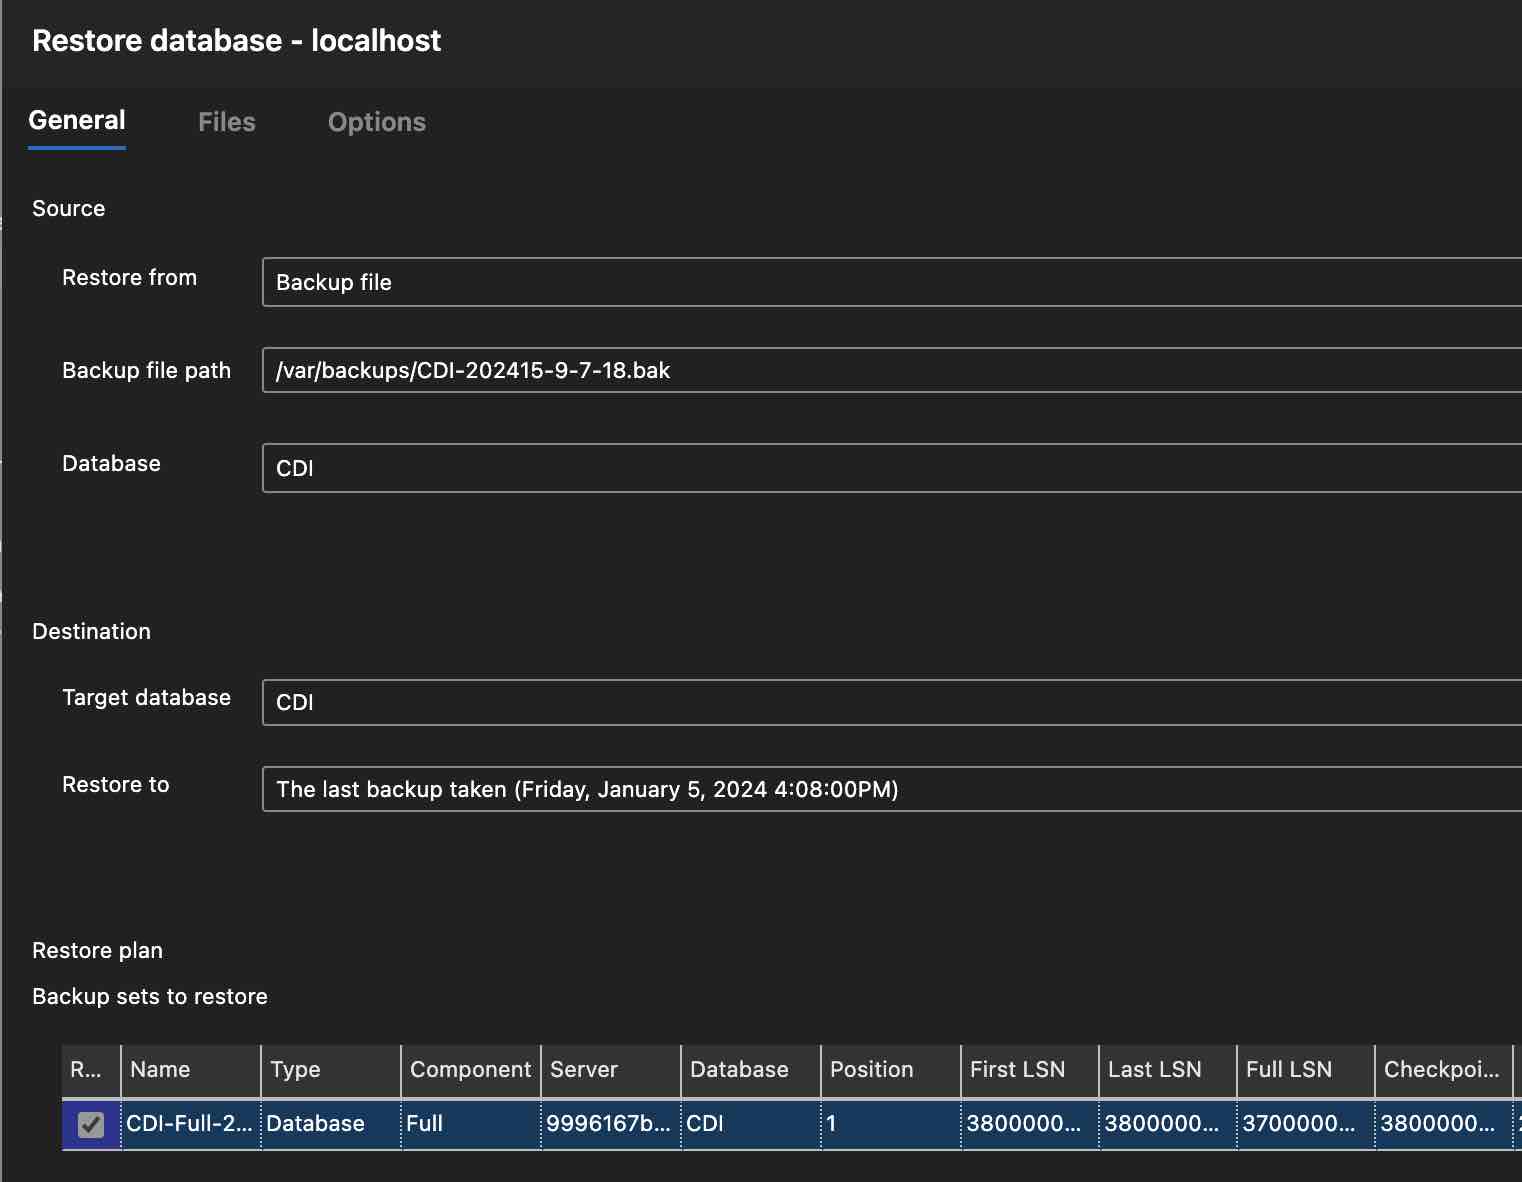 Restore database - localhost
General Files Options
Source
Restore from Backup file
Backup file path /var/backups/CDI-202415-9-7-18.bak
Database CDI
Destination
Target database CDI
Restore to The last backup taken (Friday, January 5, 2024 4:08:00PM)
Restore plan
Backup sets to restore
R... Name Type Component Server Database Position First LSN Last LSN Full LSN Checkpoi...
CDI-Full-2... Database Full 9996167b... CDI 1 3800000... 3800000... 3700000... 3800000...